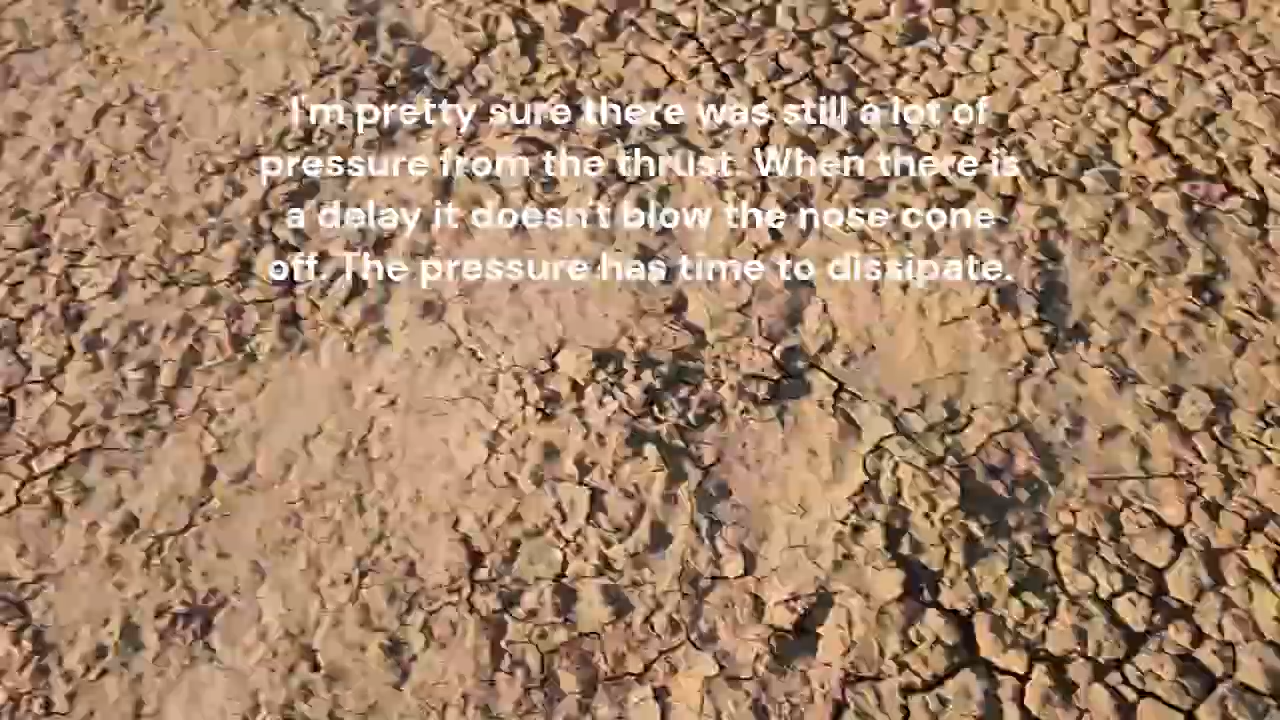 I'm pretty sure there was still a lot of
pressure from the thrust. When there is
a delay it doesn't blow the nose cone
off. The pressure has time to dissipate.